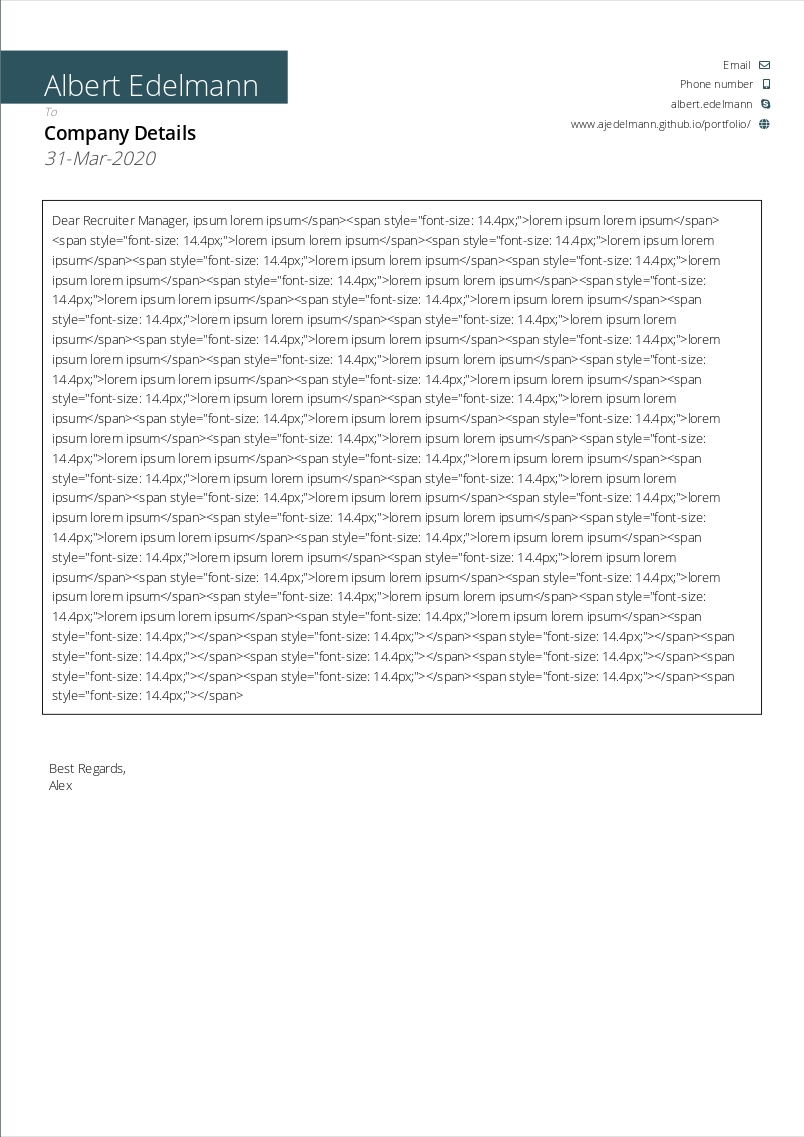 Albert Edelmann
To
Company Details
31-Mar-2020
Email
Phone number
albert.edelmann
www.ajedelmann.github.io/portfolio/
Dear Recruiter Manager, ipsum lorem ipsum</span><span style="font-size: 14.4px;">lorem ipsum lorem ipsum</span>
<span style="font-size: 14.4px;">lorem ipsum lorem ipsum</span><span style="font-size: 14.4px;">lorem ipsum lorem
ipsum</span><span style="font-size: 14.4px;">lorem ipsum lorem ipsum</span><span style="font-size: 14.4px;">lorem
ipsum lorem ipsum</span><span style="font-size: 14.4px;">lorem ipsum lorem ipsum</span><span style="font-size:
14.4px;">lorem ipsum lorem ipsum</span><span style="font-size: 14.4px;">lorem ipsum lorem ipsum</span><span
style="font-size: 14.4px;">lorem ipsum lorem ipsum</span><span style="font-size: 14.4px;">lorem ipsum lorem
ipsum</span><span style="font-size: 14.4px;">lorem ipsum lorem ipsum</span><span style="font-size: 14.4px;">lorem
ipsum lorem ipsum</span><span style="font-size: 14.4px;">lorem ipsum lorem ipsum</span><span style="font-size:
14.4px;">lorem ipsum lorem ipsum</span><span style="font-size: 14.4px;">lorem ipsum lorem ipsum</span><span
style="font-size: 14.4px;">lorem ipsum lorem ipsum</span><span style="font-size: 14.4px;">lorem ipsum lorem
ipsum</span><span style="font-size: 14.4px;">lorem ipsum lorem ipsum</span><span style="font-size: 14.4px;">lorem
ipsum lorem ipsum</span><span style="font-size: 14.4px;">lorem ipsum lorem ipsum</span><span style="font-size:
14.4px;">lorem ipsum lorem ipsum</span><span style="font-size: 14.4px;">lorem ipsum lorem ipsum</span><span
style="font-size: 14.4px;">lorem ipsum lorem ipsum</span><span style="font-size: 14.4px;">lorem ipsum lorem
ipsum</span><span style="font-size: 14.4px;">lorem ipsum lorem ipsum</span><span style="font-size: 14.4px;">lorem
ipsum lorem ipsum</span><span style="font-size: 14.4px;">lorem ipsum lorem ipsum</span><span style="font-size:
14.4px;">lorem ipsum lorem ipsum</span><span style="font-size: 14.4px;">lorem ipsum lorem ipsum</span><span
style="font-size: 14.4px;">lorem ipsum lorem ipsum</span><span style="font-size: 14.4px;">lorem ipsum lorem
ipsum</span><span style="font-size: 14.4px;">lorem ipsum lorem ipsum</span><span style="font-size: 14.4px;">lorem
ipsum lorem ipsum</span><span style="font-size: 14.4px;">lorem ipsum lorem ipsum</span><span style="font-size:
14.4px;">lorem ipsum lorem ipsum</span><span style="font-size: 14.4px;">lorem ipsum lorem ipsum</span><span
style="font-size: 14.4px;"></span><span style="font-size: 14.4px;"></span><span style="font-size: 14.4px;"></span><span
style="font-size: 14.4px;"></span><span style="font-size: 14.4px;"></span><span style="font-size: 14.4px;"></span><span
style="font-size: 14.4px;"></span><span style="font-size: 14.4px;"></span><span style="font-size: 14.4px;"></span><span
style="font-size: 14.4px;"></span>
Best Regards,
Alex